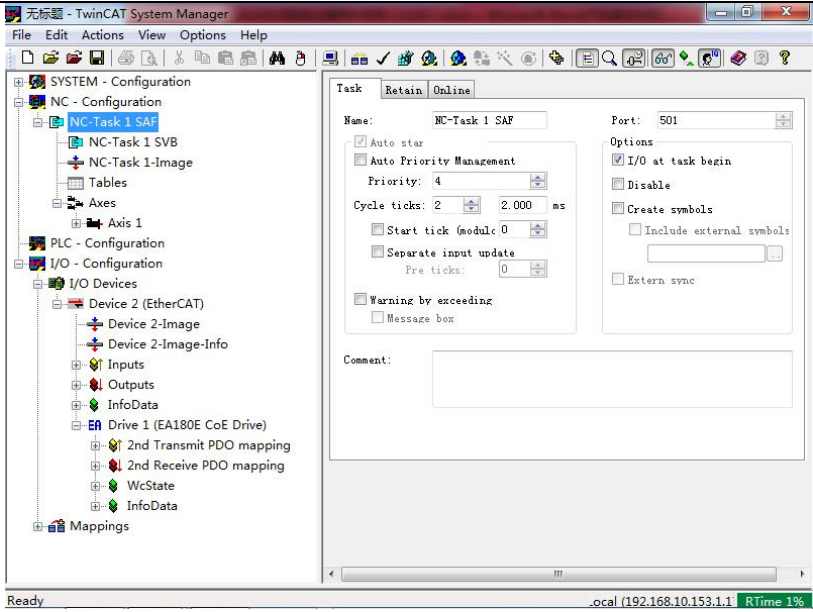 无标题 - TwinCAT System Manager
File Edit Actions View Options Help
SYSTEM - Configuration
NC - Configuration
NC-Task 1 SAF
NC-Task 1 SVB
NC-Task 1-Image
Tables
Axes
Axis 1
PLC - Configuration
I/O - Configuration
I/O Devices
Device 2 (EtherCAT)
Device 2-Image
Device 2-Image-Info
Inputs
Outputs
InfoData
EA Drive 1 (EA180E CoE Drive)
2nd Transmit PDO mapping
2nd Receive PDO mapping
WcState
InfoData
Mappings
Task Retain Online
Name: NC-Task 1 SAF
Auto star
Auto Priority Management
Priority: 4
Cycle ticks: 2 2.000 ms
Start tick (modulc 0
Separate input update
Pre ticks: 0
Warning by exceeding
Message box
Port: 501
Options
I/O at task begin
Disable
Create symbols
Include external symbols
..
Extern sync
Comment:
Ready
.ocal (192.168.10.153.1.1 RTime 1%